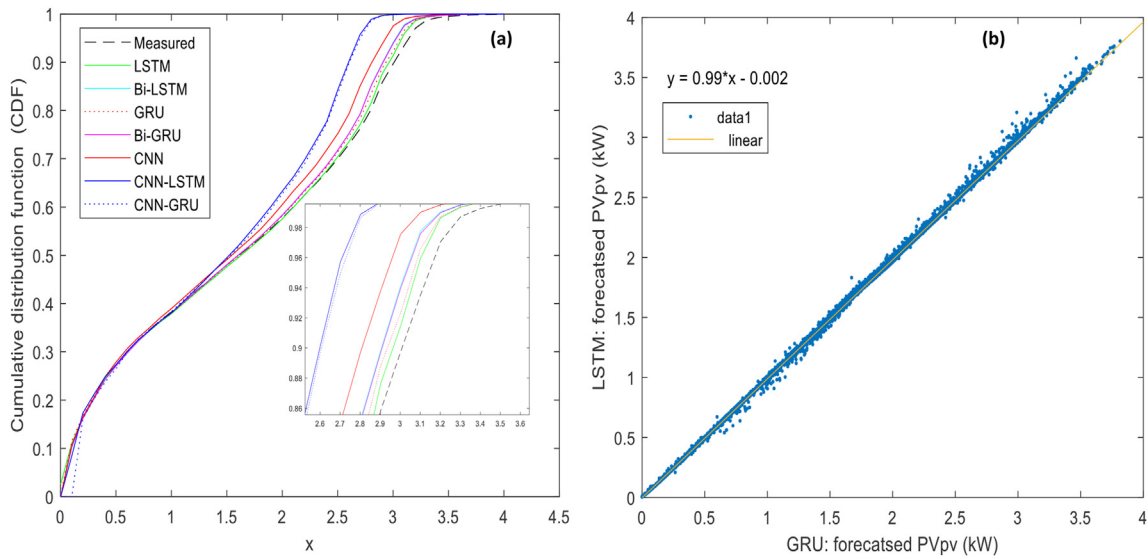 (a)
Cumulative distribution function (CDF)
1
0.9
0.8
0.7
0.6
0.5
0.4
0.3
0.2
0.1
0
Measured
LSTM
Bi-LSTM
GRU
Bi-GRU
CNN
CNN-LSTM
CNN-GRU
0.98
0.96
0.94
0.92
0.9
0.88
0.86
2.6 2.7 2.8 2.9 3 3.1 3.2 3.3 3.4 3.5 3.6
0 0.5 1 1.5 2 2.5 3 3.5 4 4.5
x
(b)
LSTM: forecatsed PVpv (kW)
4
3.5
3
2.5
2
1.5
1
0.5
0
y = 0.99*x - 0.002
data1
linear
0 0.5 1 1.5 2 2.5 3 3.5 4
GRU: forecatsed PVpv (kW)